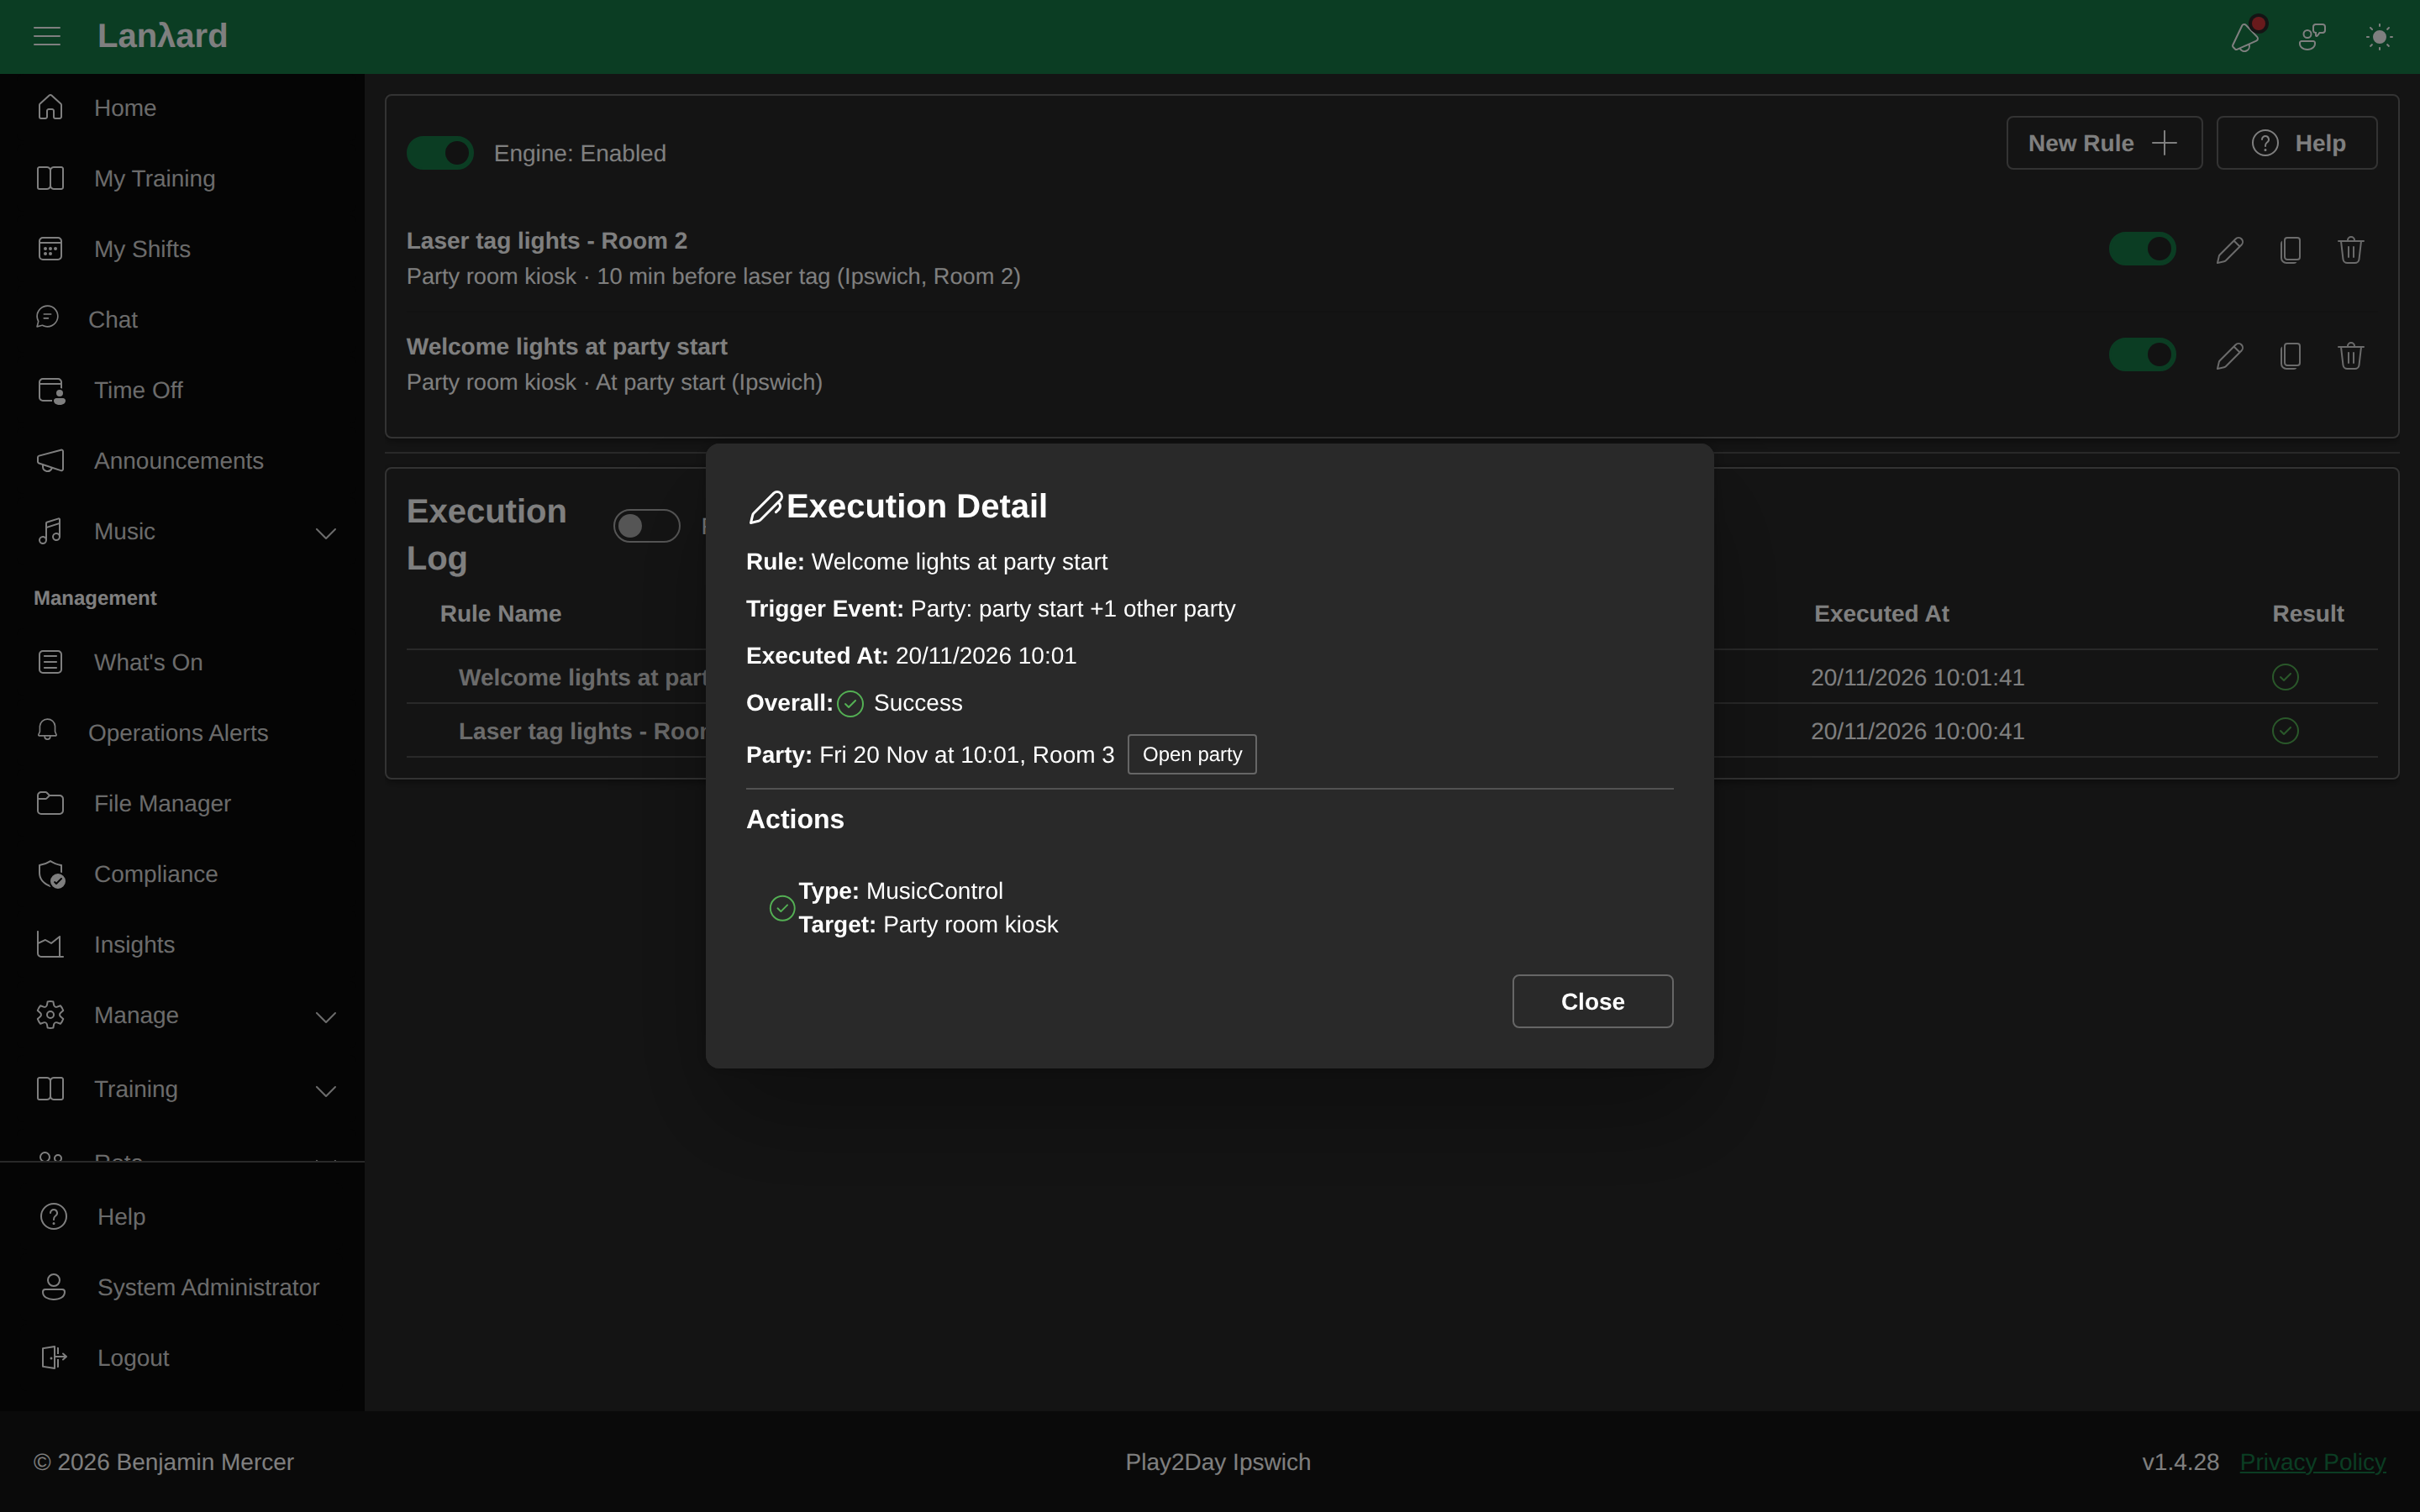 Lanλard
Home
My Training
My Shifts
Chat
Time Off
Announcements
Music
Management
What's On
Operations Alerts
File Manager
Compliance
Insights
Manage
Training
Help
System Administrator
Logout
Engine: Enabled
New Rule
Help
Laser tag lights - Room 2
Party room kiosk · 10 min before laser tag (Ipswich, Room 2)
Welcome lights at party start
Party room kiosk · At party start (Ipswich)
Execution
Log
Rule Name
Executed At
Result
Welcome lights at part
20/11/2026 10:01:41
Laser tag lights - Roor
20/11/2026 10:00:41
Execution Detail
Rule: Welcome lights at party start
Trigger Event: Party: party start +1 other party
Executed At: 20/11/2026 10:01
Overall: Success
Party: Fri 20 Nov at 10:01, Room 3
Open party
Actions
Type: MusicControl
Target: Party room kiosk
Close
© 2026 Benjamin Mercer
Play2Day Ipswich
v1.4.28
Privacy Policy